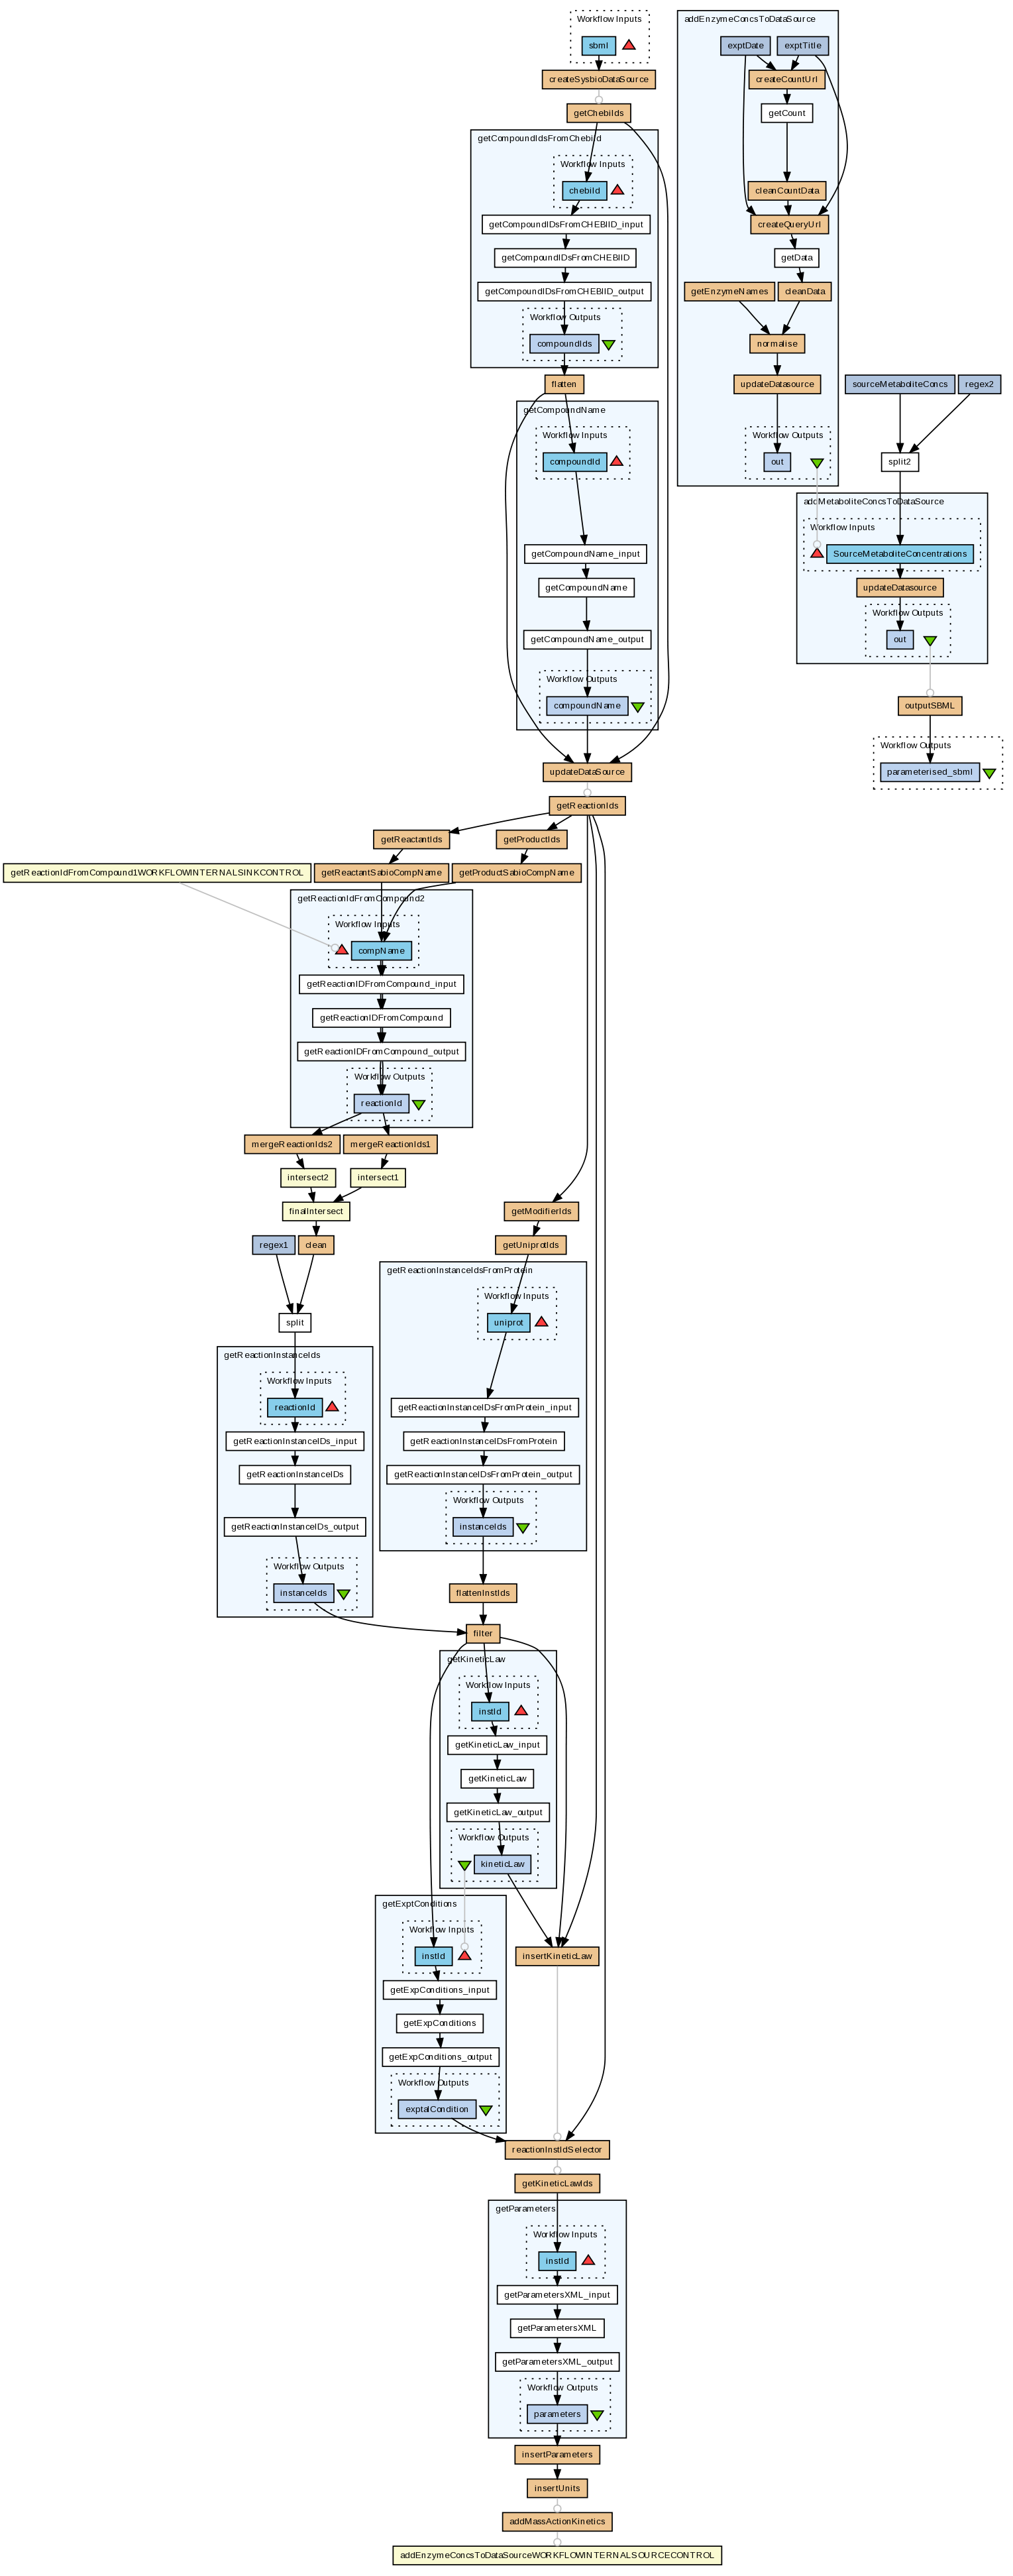 Workflow Inputs
sbml
createSysbioDataSource
getChebiIds
getCompoundIdsFromChebiId
Workflow Inputs
chebiId
getCompoundIDsFromCHEBIID_input
getCompoundIDsFromCHEBIID
getCompoundIDsFromCHEBIID_output
Workflow Outputs
compoundIds
flatten
getCompoundName
Workflow Inputs
compoundId
getCompoundName_input
getCompoundName
getCompoundName_output
Workflow Outputs
compoundName
updateDataSource
addEnzymeConcsToDataSource
exptDate
exptTitle
createCountUrl
getCount
cleanCountData
createQueryUrl
getData
getEnzymeNames
cleanData
normalise
updateDatasource
Workflow Outputs
out
sourceMetaboliteConcs
regex2
split2
addMetaboliteConcsToDataSource
Workflow Inputs
SourceMetaboliteConcentrations
updateDatasource
Workflow Outputs
out
outputSBML
Workflow Outputs
parameterised_sbml
getReactionIds
getReactantIds
getProductIds
getReactionIdFromCompound1WORKFLOWINTERNALSINKCONTROL
getReactantSabioCompName
getProductSabioCompName
getReactionIdFromCompound2
Workflow Inputs
compName
getReactionIDFromCompound_input
getReactionIDFromCompound
getReactionIDFromCompound_output
Workflow Outputs
reactionId
mergeReactionIds2
mergeReactionIds1
intersect2
intersect1
finalIntersect
regex1
clean
split
getReactionInstanceIds
Workflow Inputs
reactionId
getReactionInstanceIDs_input
getReactionInstanceIDs
getReactionInstanceIDs_output
Workflow Outputs
instanceIds
getModifierIds
getUniprotIds
getReactionInstanceIdsFromProtein
Workflow Inputs
uniprot
getReactionInstanceIDsFromProtein_input
getReactionInstanceIDsFromProtein
getReactionInstanceIDsFromProtein_output
Workflow Outputs
instanceIds
flattenInstIds
filter
getKineticLaw
Workflow Inputs
instId
getKineticLaw_input
getKineticLaw
getKineticLaw_output
Workflow Outputs
kineticLaw
getExptConditions
Workflow Inputs
instId
insertKineticLaw
getExpConditions_input
getExpConditions
getExpConditions_output
Workflow Outputs
exptalCondition
reactionInstIdSelector
getKineticLawIds
getParameters
Workflow Inputs
instId
getParametersXML_input
getParametersXML
getParametersXML_output
Workflow Outputs
parameters
insertParameters
insertUnits
addMassActionKinetics
addEnzymeConcsToDataSourceWORKFLOWINTERNALSOURCECONTROL